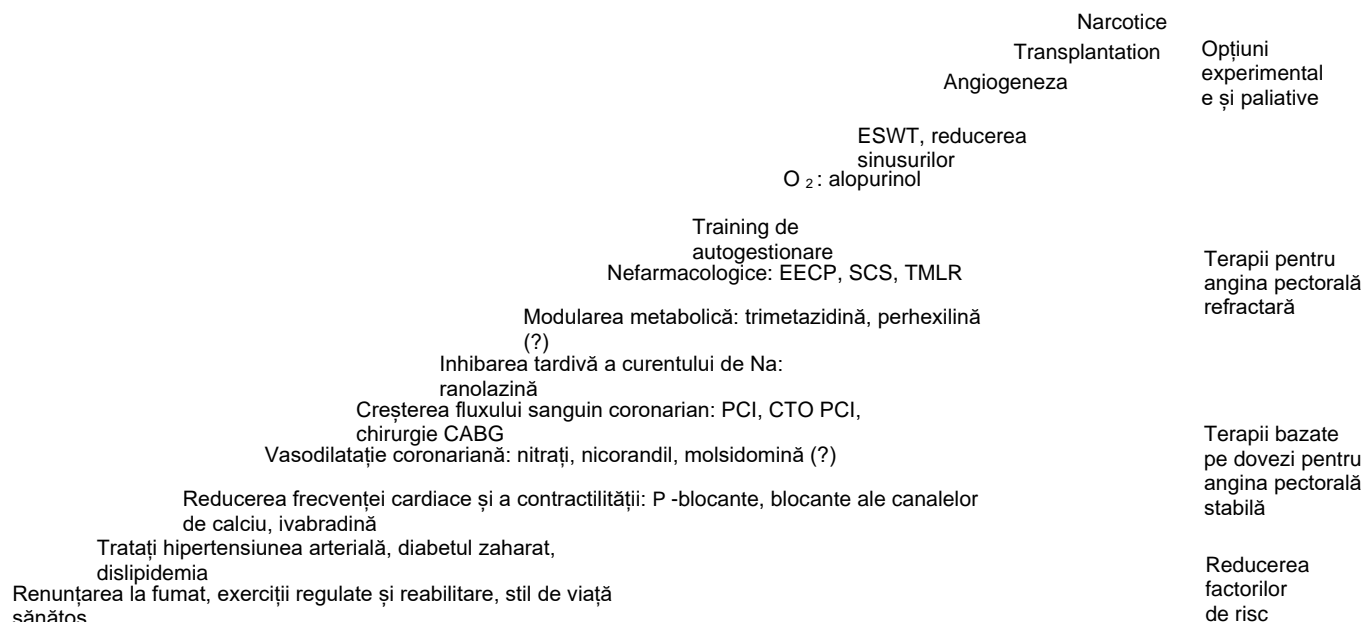 Narcotice
Transplantation
Angiogeneza
Opțiuni
experimental
e și paliative
ESWT, reducerea
sinusurilor
O ₂ : alopurinol
Training de
autogestionare
Nefarmacologice: EECP, SCS, TMLR
Terapii pentru
angina pectorală
refractară
Modularea metabolică: trimetazidină, perhexilină
(?)
Inhibarea tardivă a curentului de Na:
ranolazină
Creșterea fluxului sanguin coronarian: PCI, CTO PCI,
chirurgie CABG
Vasodilatație coronariană: nitrați, nicorandil, molsidomină (?)
Terapii bazate
pe dovezi pentru
angina pectorală
stabilă
Reducerea frecvenței cardiace și a contractilității: P -blocante, blocante ale canalelor
de calciu, ivabradină
Tratați hipertensiunea arterială, diabetul zaharat,
dislipidemia
Renunțarea la fumat, exerciții regulate și reabilitare, stil de viață
sănătos
Reducerea
factorilor
de risc